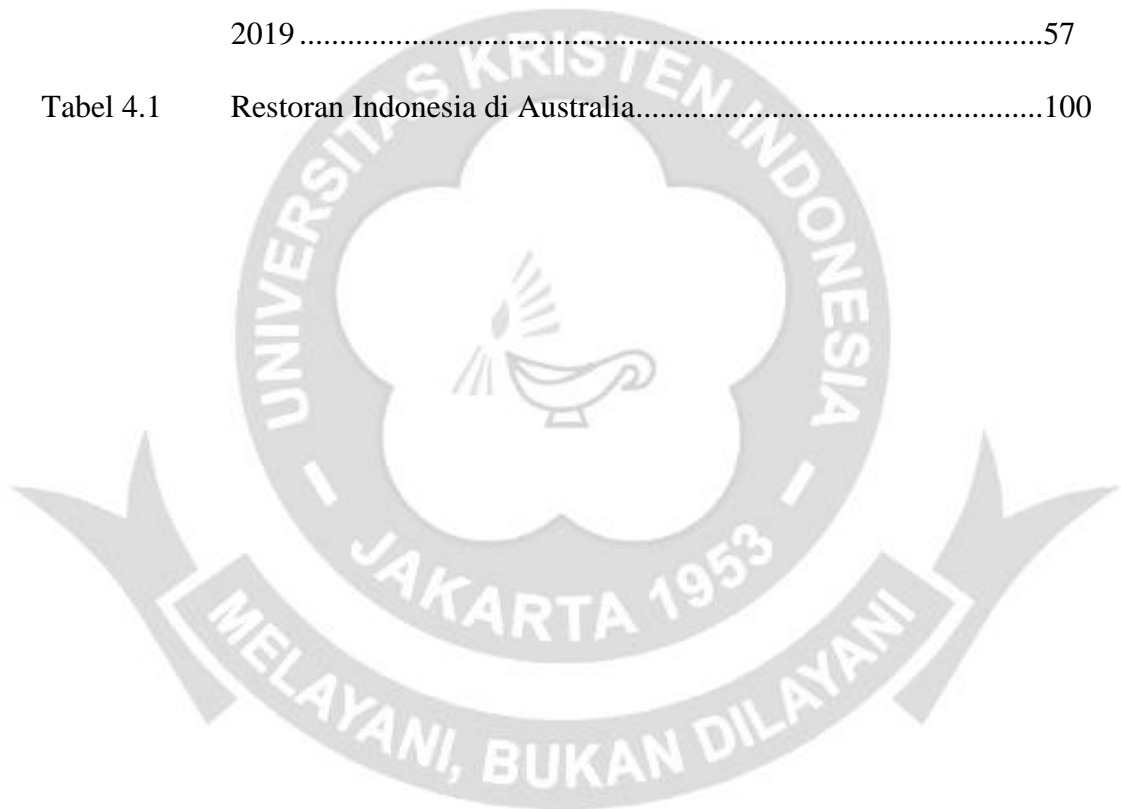 2019.............................................................................................57
Tabel 4.1 Restoran Indonesia di Australia...................................................100
UNIVERSITAS KRISTEN INDONESIA
- JAKARTA 1953 -
MELAYANI, BUKAN DILAYANI